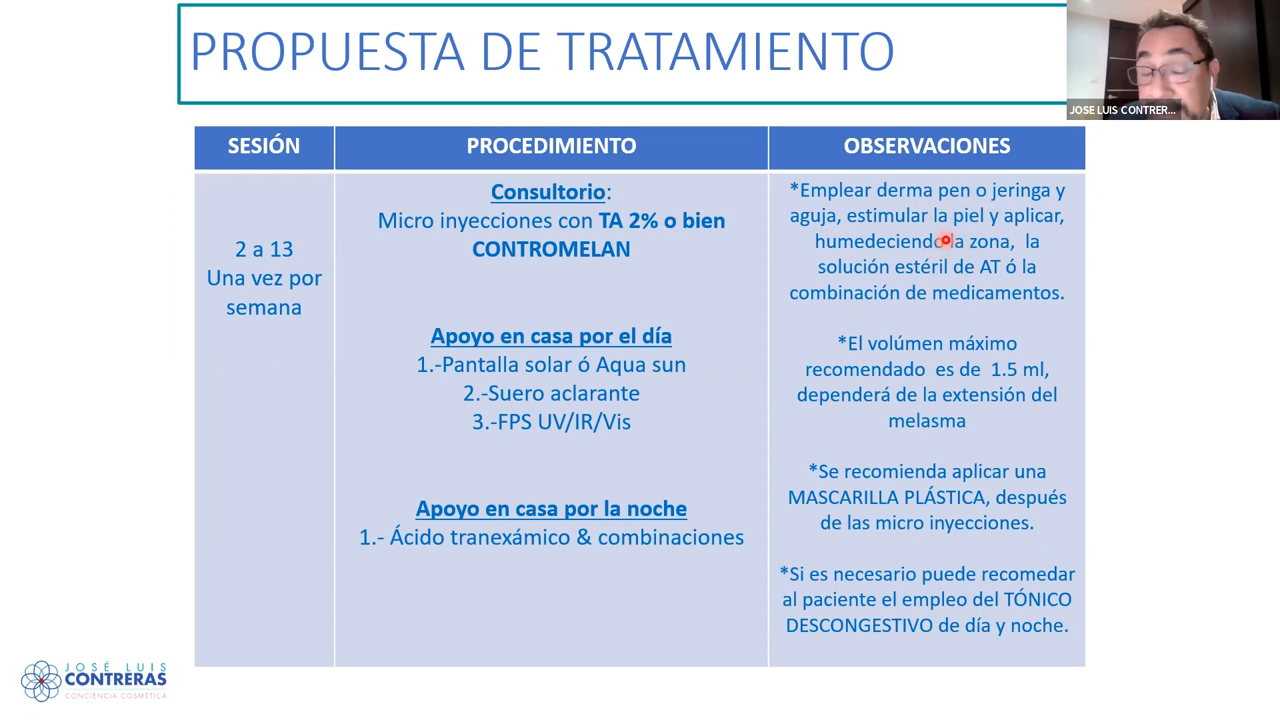 PROPUESTA DE TRATAMIENTO
JOSE LUIS CONTRER...
SESIÓN
PROCEDIMIENTO
OBSERVACIONES
2 a 13
Una vez por
semana
Consultorio:
Micro inyecciones con TA 2% o bien
CONTROMELAN
Apoyo en casa por el día
1.-Pantalla solar ó Aqua sun
2.-Suero aclarante
3.-FPS UV/IR/Vis
Apoyo en casa por la noche
1.- Ácido tranexámico & combinaciones
*Emplear derma pen o jeringa y
aguja, estimular la piel y aplicar,
humedeciendo la zona, la
solución estéril de AT ó la
combinación de medicamentos.
*El volúmen máximo
recomendado es de 1.5 ml,
dependerá de la extensión del
melasma
*Se recomienda aplicar una
MASCARILLA PLÁSTICA, después
de las micro inyecciones.
*Si es necesario puede recomedar
al paciente el empleo del TÓNICO
DESCONGESTIVO de día y noche.
JOSÉ LUIS
CONTRERAS
CONCIENCIA COSMÉTICA